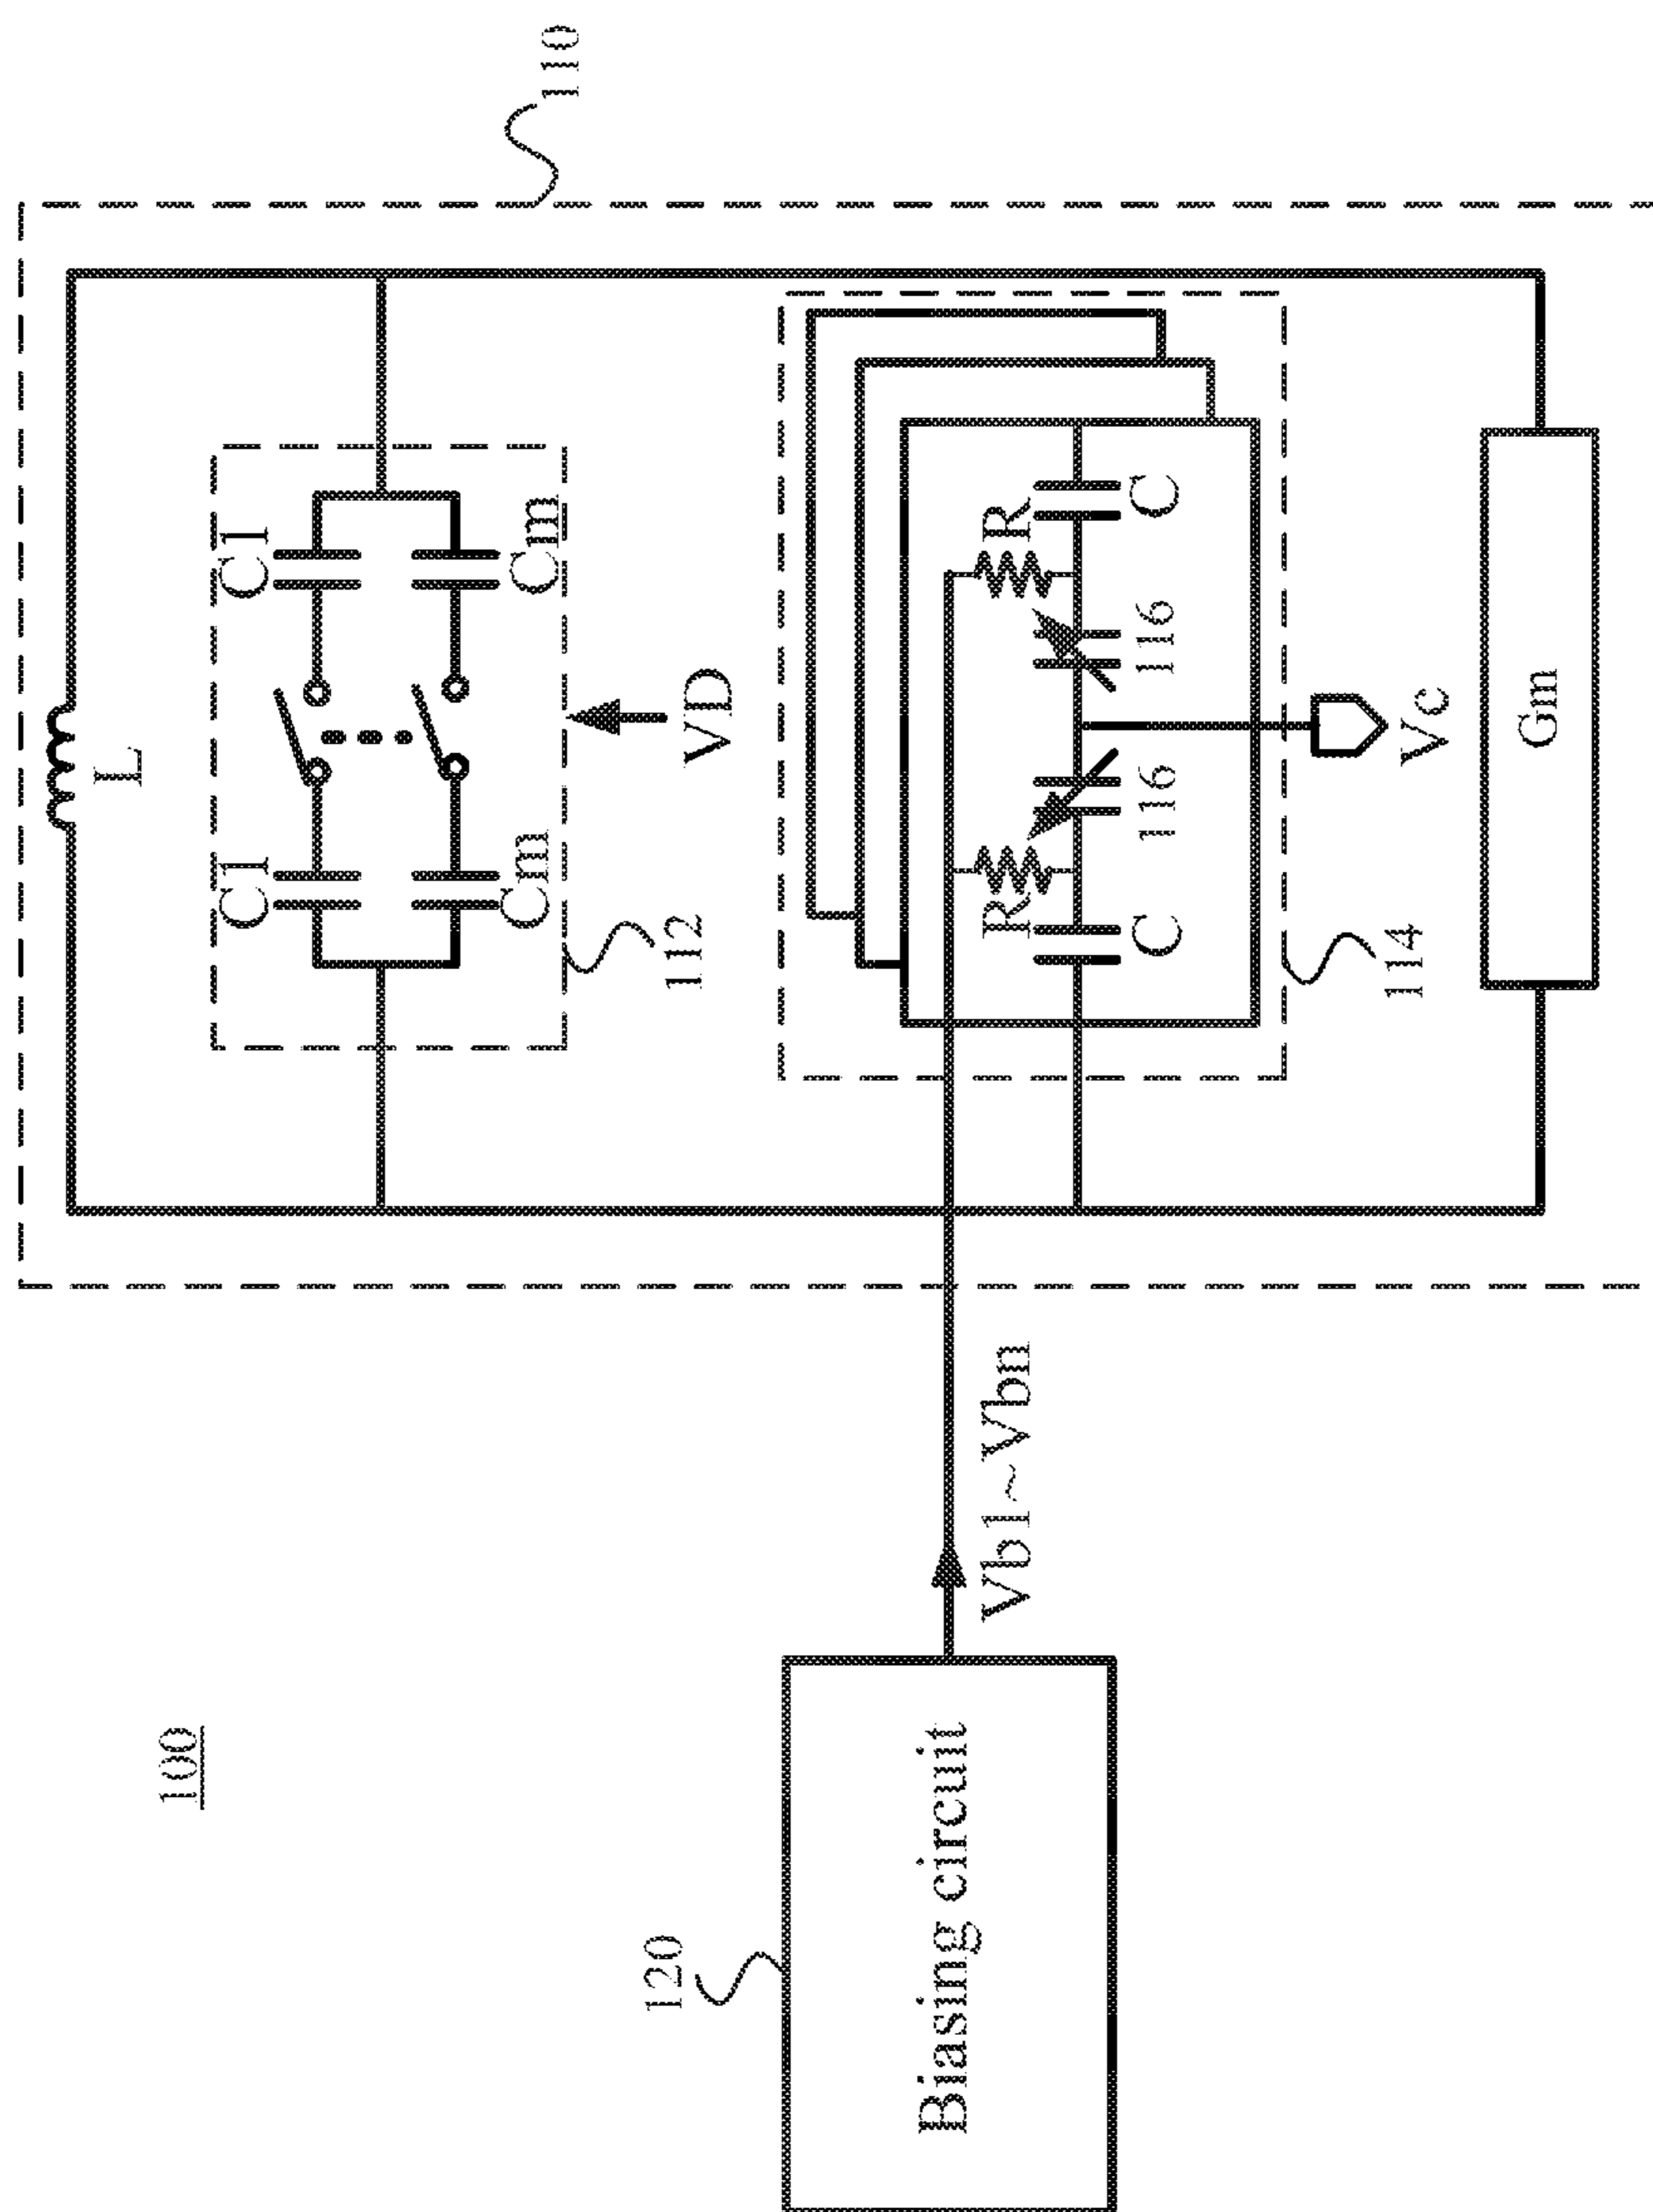 100
110
L
C1
C1
Cm
Cm
112
VD
120
Biasing circuit
Vb1~Vbn
R
R
C
116
116
C
114
Vc
Gm